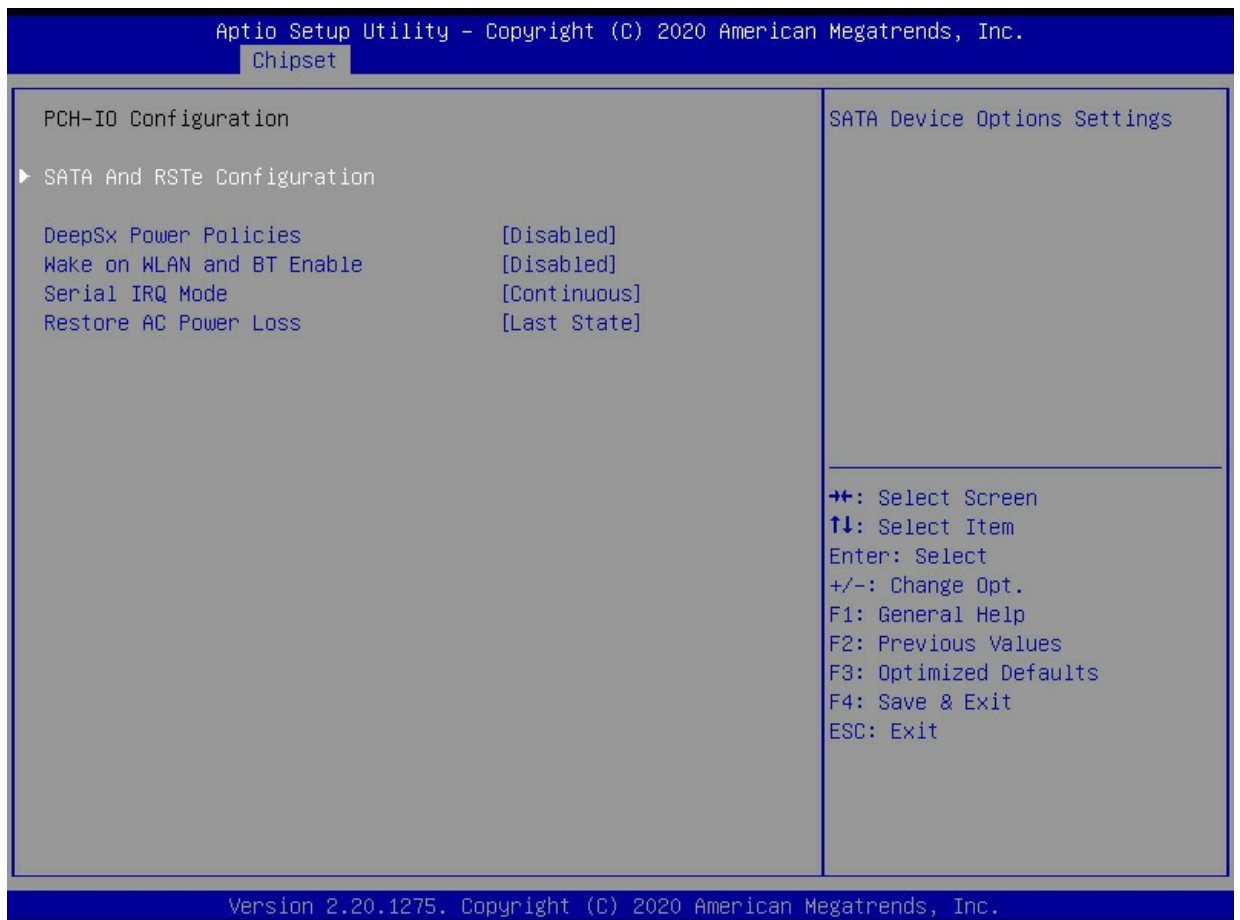 Aptio Setup Utility – Copyright (C) 2020 American Megatrends, Inc.
Chipset
PCH-IO Configuration
▶ SATA And RSTe Configuration
DeepSx Power Policies [Disabled]
Wake on WLAN and BT Enable [Disabled]
Serial IRQ Mode [Continuous]
Restore AC Power Loss [Last State]
SATA Device Options Settings
→←: Select Screen
↑↓: Select Item
Enter: Select
+/-: Change Opt.
F1: General Help
F2: Previous Values
F3: Optimized Defaults
F4: Save & Exit
ESC: Exit
Version 2.20.1275. Copyright (C) 2020 American Megatrends, Inc.